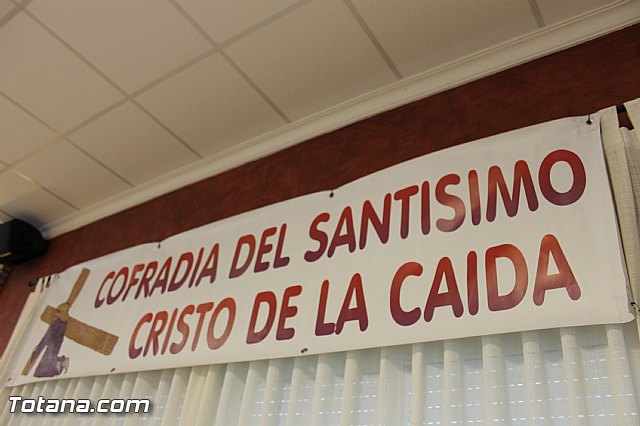 COFRADIA DEL SANTISIMO
CRISTO DE LA CAIDA
Totana.com